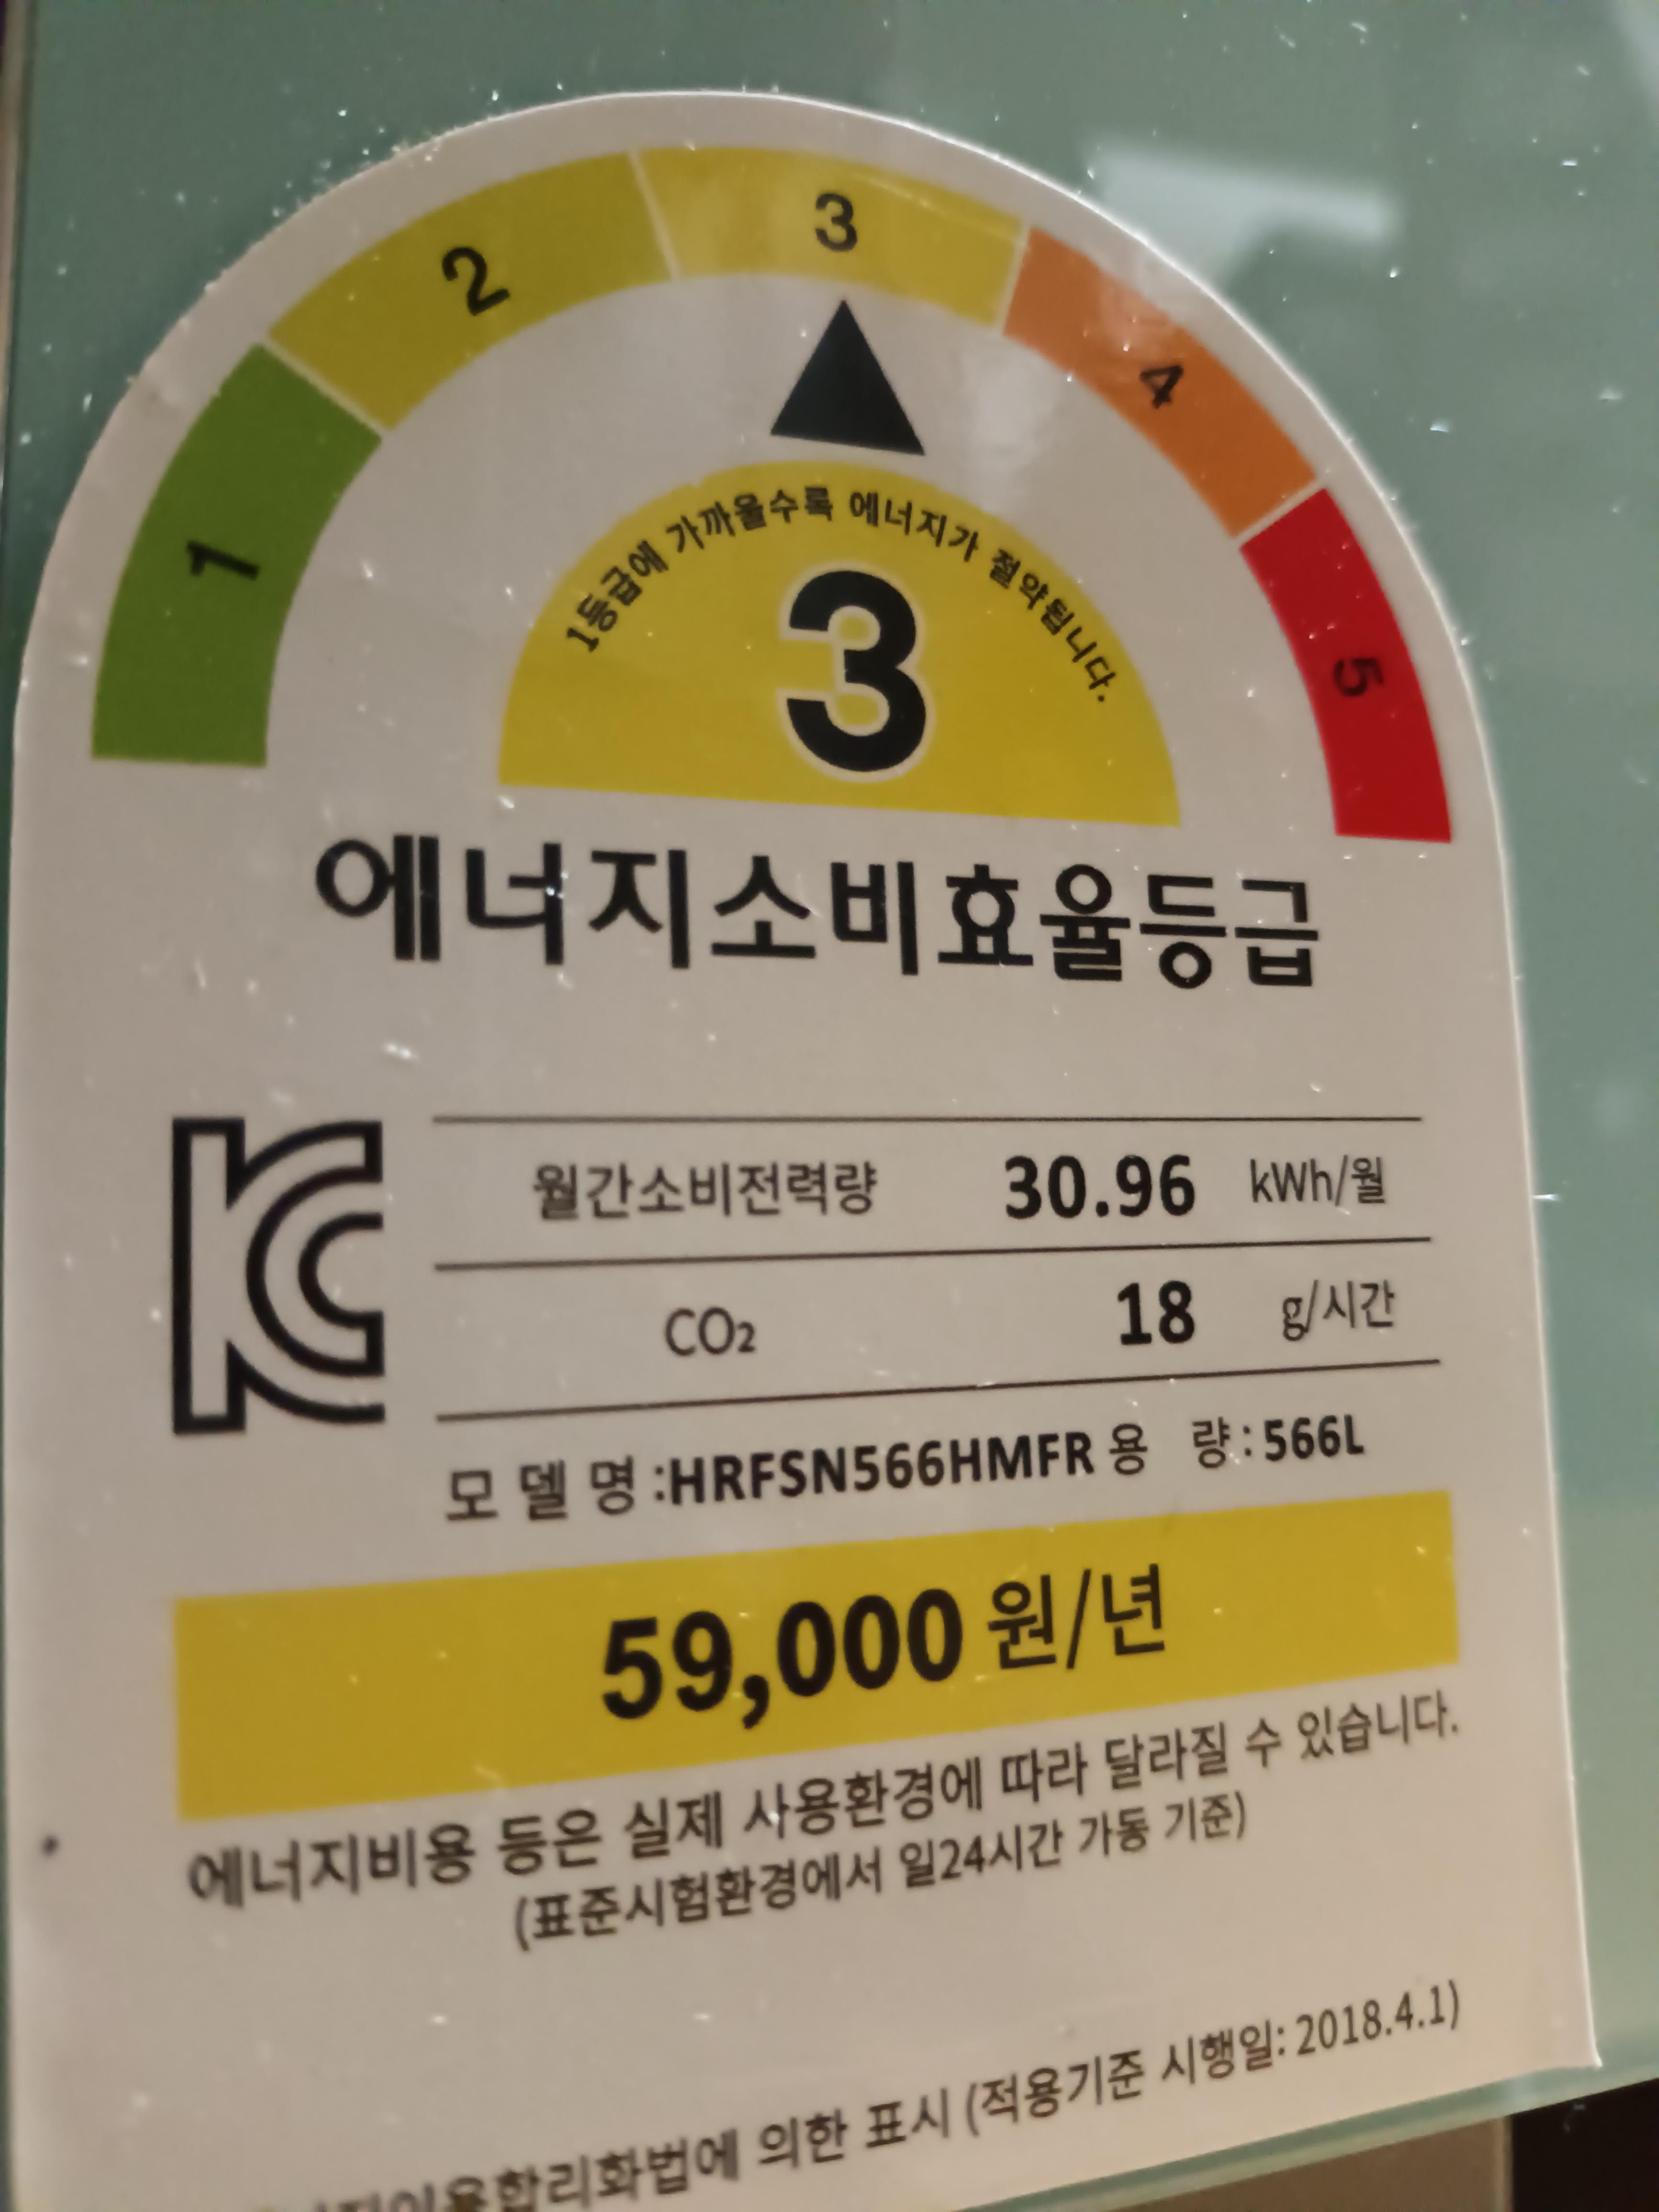 1
2
3
4
5
1등급에 가까울수록 에너지가 절약됩니다.
3
에너지소비효율등급
KC
월간소비전력량 30.96 kWh/월
CO₂ 18 g/시간
모 델 명 :HRFSN566HMFR 용 량 : 566L
59,000 원/년
에너지비용 등은 실제 사용환경에 따라 달라질 수 있습니다.
(표준시험환경에서 일24시간 가동 기준)
의한 표시 (적용기준 시행일: 2018.4.1)